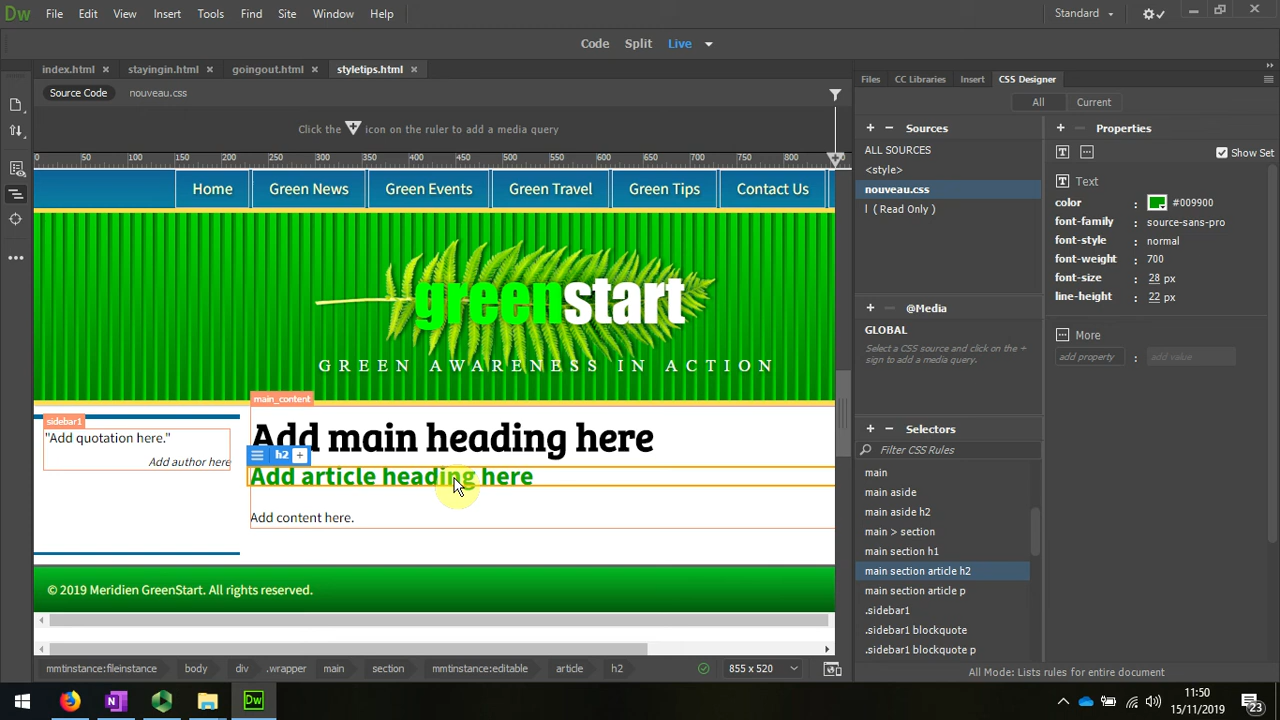 Dw File Edit View Insert Tools Find Site Window Help Standard
Code Split Live
index.html stayingin.html goingout.html styletips.html
Files CC Libraries Insert CSS Designer
Source Code nouveau.css
All Current
Click the icon on the ruler to add a media query
+ − Sources
+ − Properties
ALL SOURCES
<style>
nouveau.css
l ( Read Only )
Show Set
Text
color : #009900
font-family : source-sans-pro
font-style : normal
font-weight : 700
font-size : 28 px
line-height : 22 px
More
add property : add value
0 50 100 150 200 250 300 350 400 450 500 550 600 650 700 750 800
Home Green News Green Events Green Travel Green Tips Contact Us
greenstart
GREEN AWARENESS IN ACTION
+ − @Media
GLOBAL
Select a CSS source and click on the +
sign to add a media query.
main_content
sidebar1
"Add quotation here."
Add author here
Add main heading here
h2 +
Add article heading here
Add content here.
© 2019 Meridien GreenStart. All rights reserved.
+ − Selectors
Filter CSS Rules
main
main aside
main aside h2
main > section
main section h1
main section article h2
main section article p
.sidebar1
.sidebar1 blockquote
.sidebar1 blockquote p
mmtinstance:fileinstance body div .wrapper main section mmtinstance:editable article h2 855 x 520
All Mode: Lists rules for entire document
N Dw
11:50
15/11/2019
23